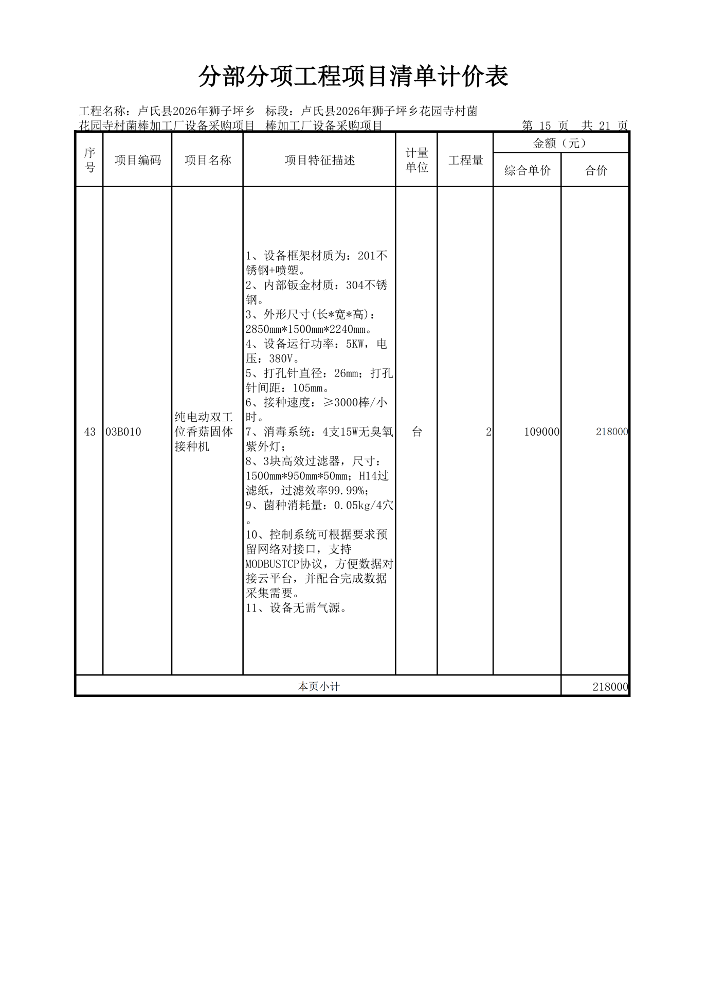 分部分项工程项目清单计价表
工程名称：卢氏县2026年狮子坪乡
花园寺村菌棒加工厂设备采购项目
标段：卢氏县2026年狮子坪乡花园寺村菌
棒加工厂设备采购项目
第 15 页 共 21 页
序
号
项目编码
项目名称
项目特征描述
计量
单位
工程量
金额（元）
综合单价
合价
43
03B010
纯电动双工
位香菇固体
接种机
1、设备框架材质为：201不
锈钢+喷塑。
2、内部钣金材质：304不锈
钢。
3、外形尺寸(长*宽*高)：
2850mm*1500mm*2240mm。
4、设备运行功率：5KW，电
压：380V。
5、打孔针直径：26mm；打孔
针间距：105mm。
6、接种速度：≥3000棒/小
时。
7、消毒系统：4支15W无臭氧
紫外灯；
8、3块高效过滤器，尺寸：
1500mm*950mm*50mm；H14过
滤纸，过滤效率99.99%；
9、菌种消耗量：0.05kg/4穴
。
10、控制系统可根据要求预
留网络对接口，支持
MODBUSTCP协议，方便数据对
接云平台，并配合完成数据
采集需要。
11、设备无需气源。
台
2
109000
218000
本页小计
218000